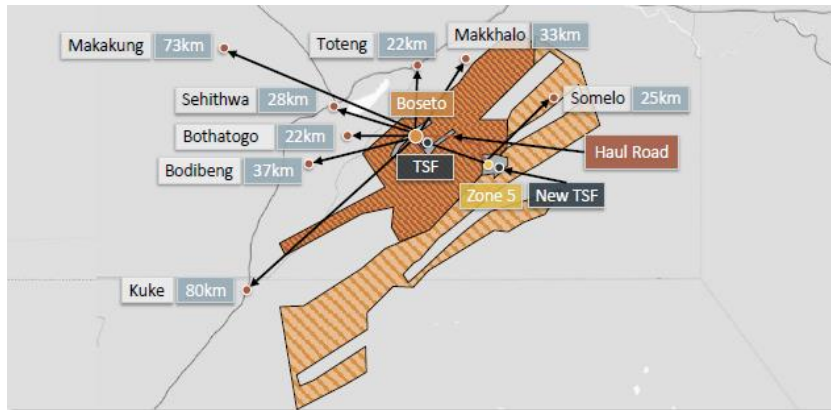 Makakung 73km
Toteng 22km
Makkhalo 33km
Sehithwa 28km
Boseto
Somelo 25km
Bothatogo 22km
Bodibeng 37km
TSF
Haul Road
Zone 5
New TSF
Kuke 80km